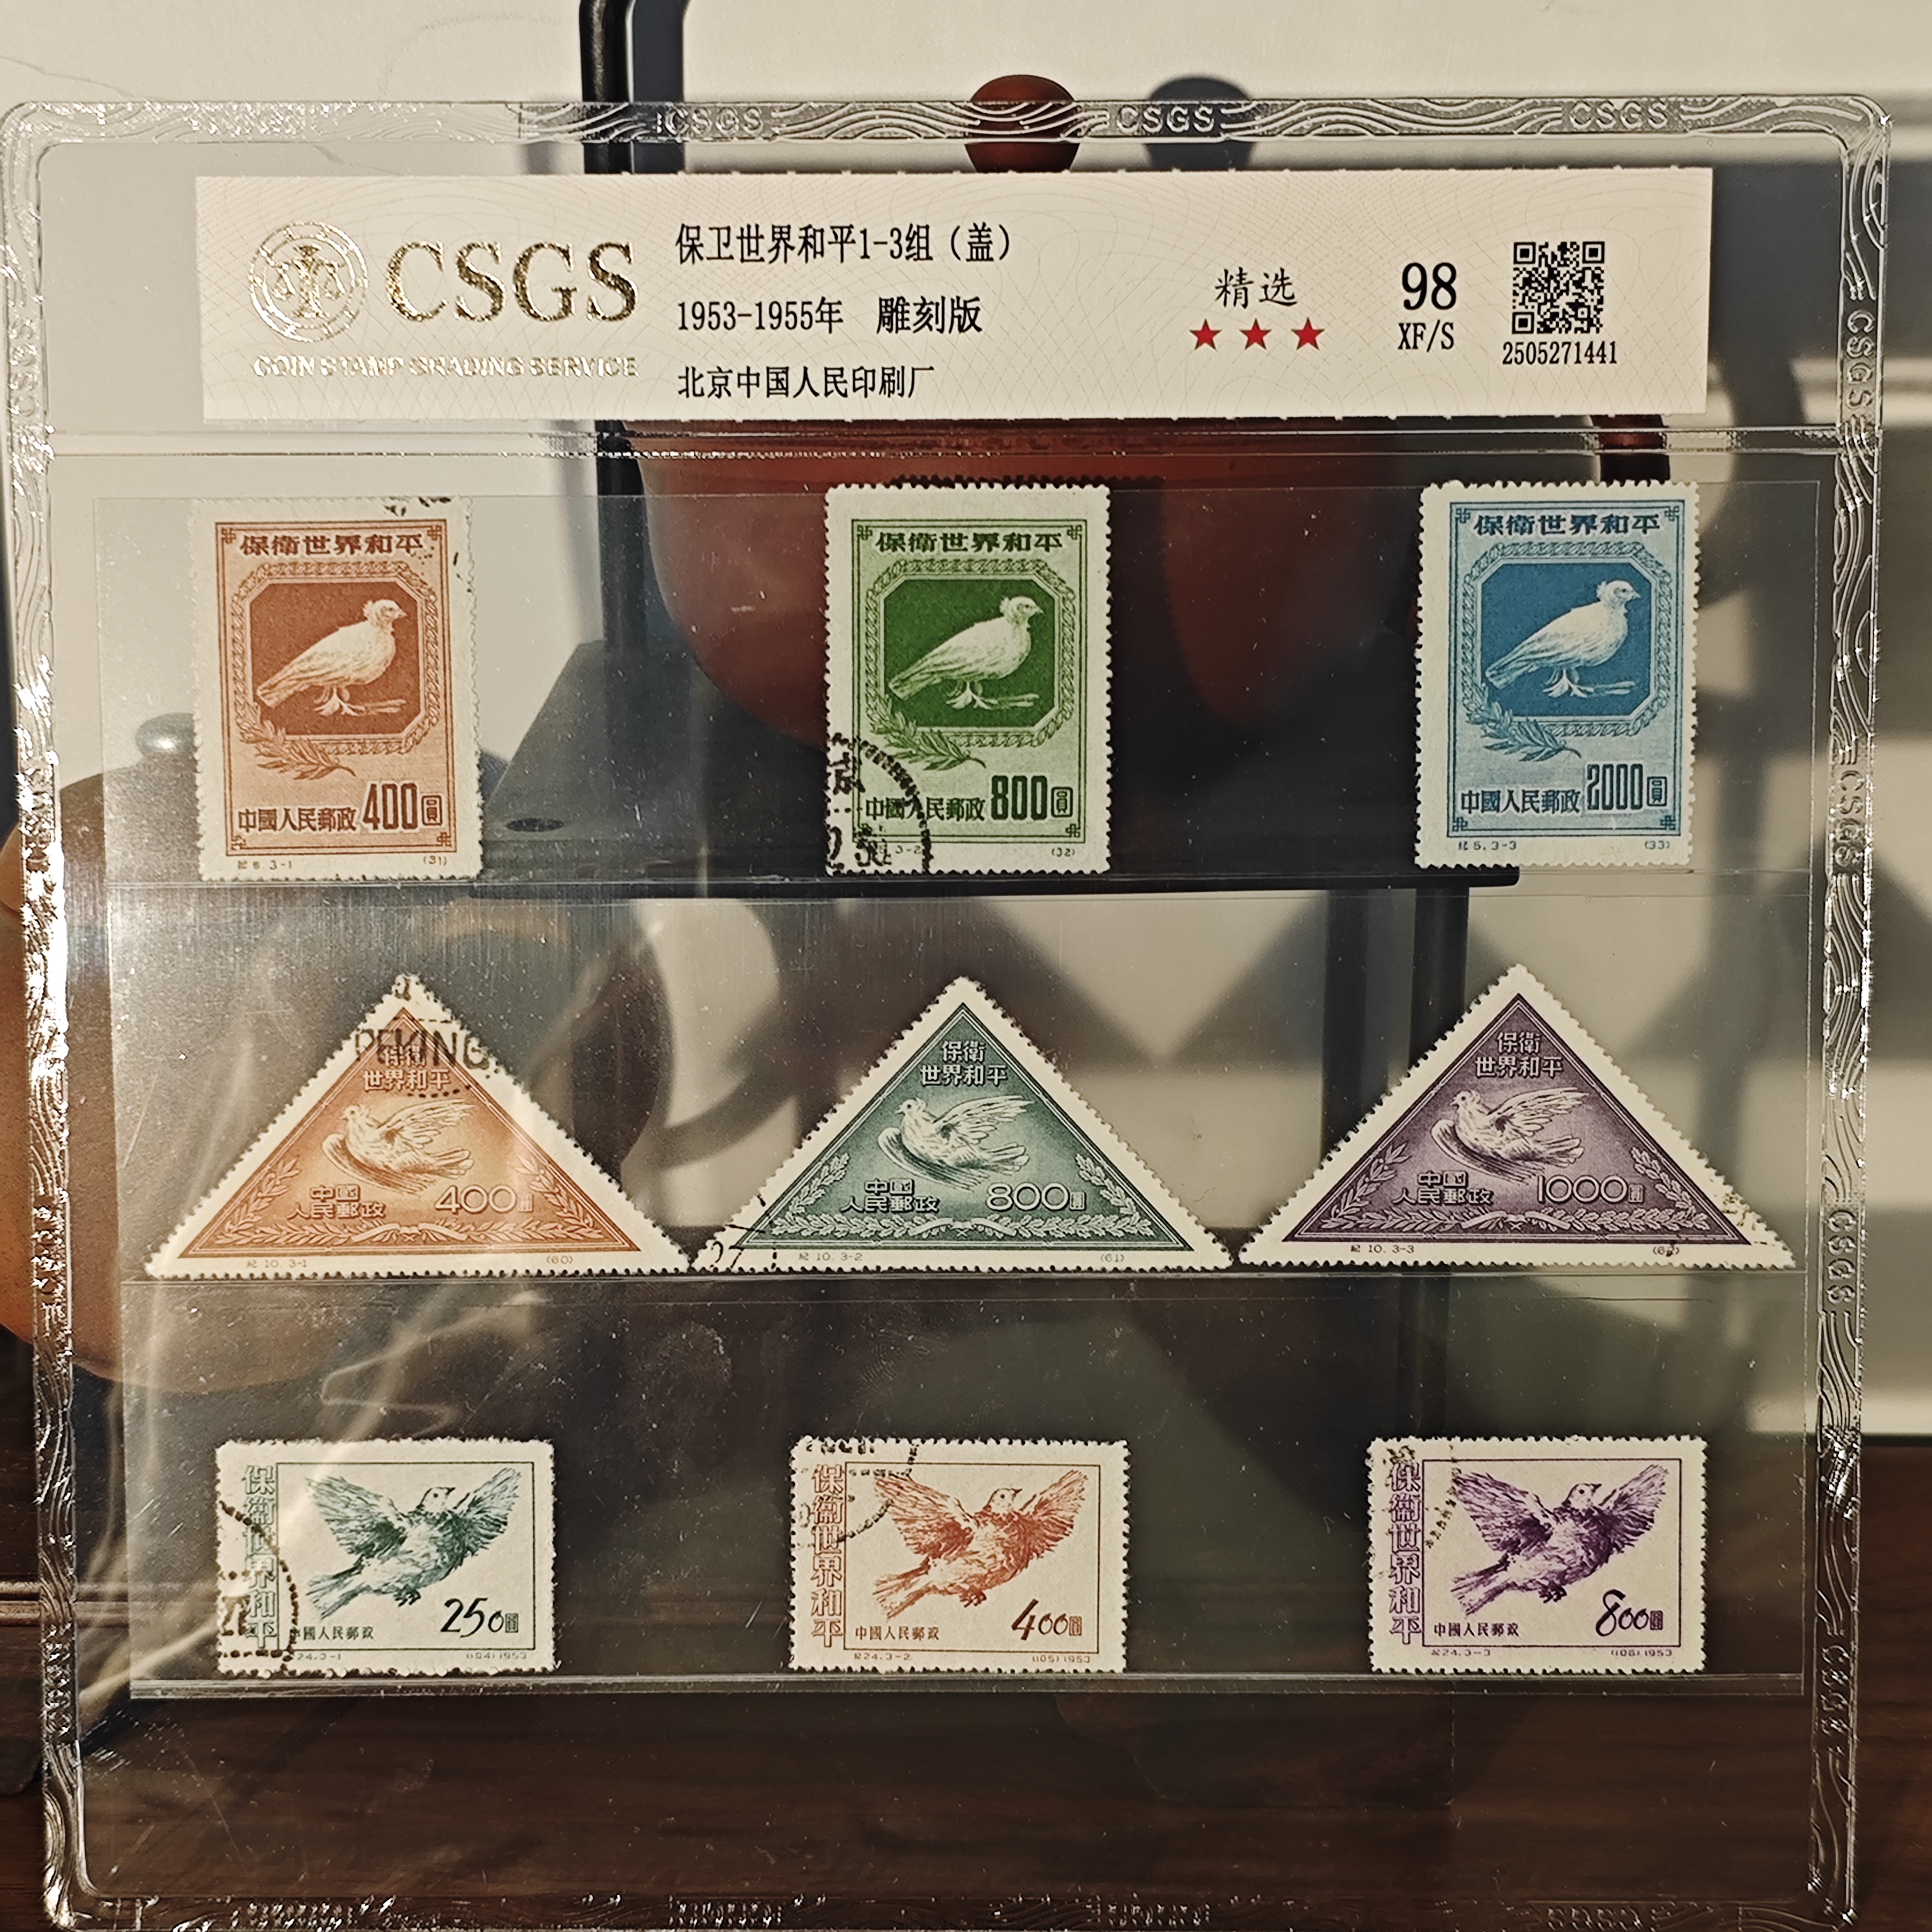 CSGS CSGS CSGS
CSGS
COIN STAMP GRADING SERVICE
保卫世界和平1-3组（盖）
1953-1955年 雕刻版
北京中国人民印刷厂
精选
★★★
98
XF/S
2505271441
保衛世界和平
中國人民郵政 400圓
紀5.3-1 (31)
保衛世界和平
中國人民郵政 800圓
3-2 (32)
保衛世界和平
中國人民郵政 2000圓
紀5.3-3 (33)
PEKING
保衛
世界和平
中國
人民郵政 400圓
紀10.3-1 (60)
保衛
世界和平
中國
人民郵政 800圓
27
紀10.3-2 (61)
保衛
世界和平
中國
人民郵政 1000圓
紀10.3-3
保衛世界和平
中國人民郵政 250圓
24.3-1 (104)1953
保衛世界和平
中國人民郵政 400圓
紀24.3-2 (105)1953
保衛世界和平
中國人民郵政 800圓
紀24.3-3 (106)1953
CSGS
CSGS
CSGS